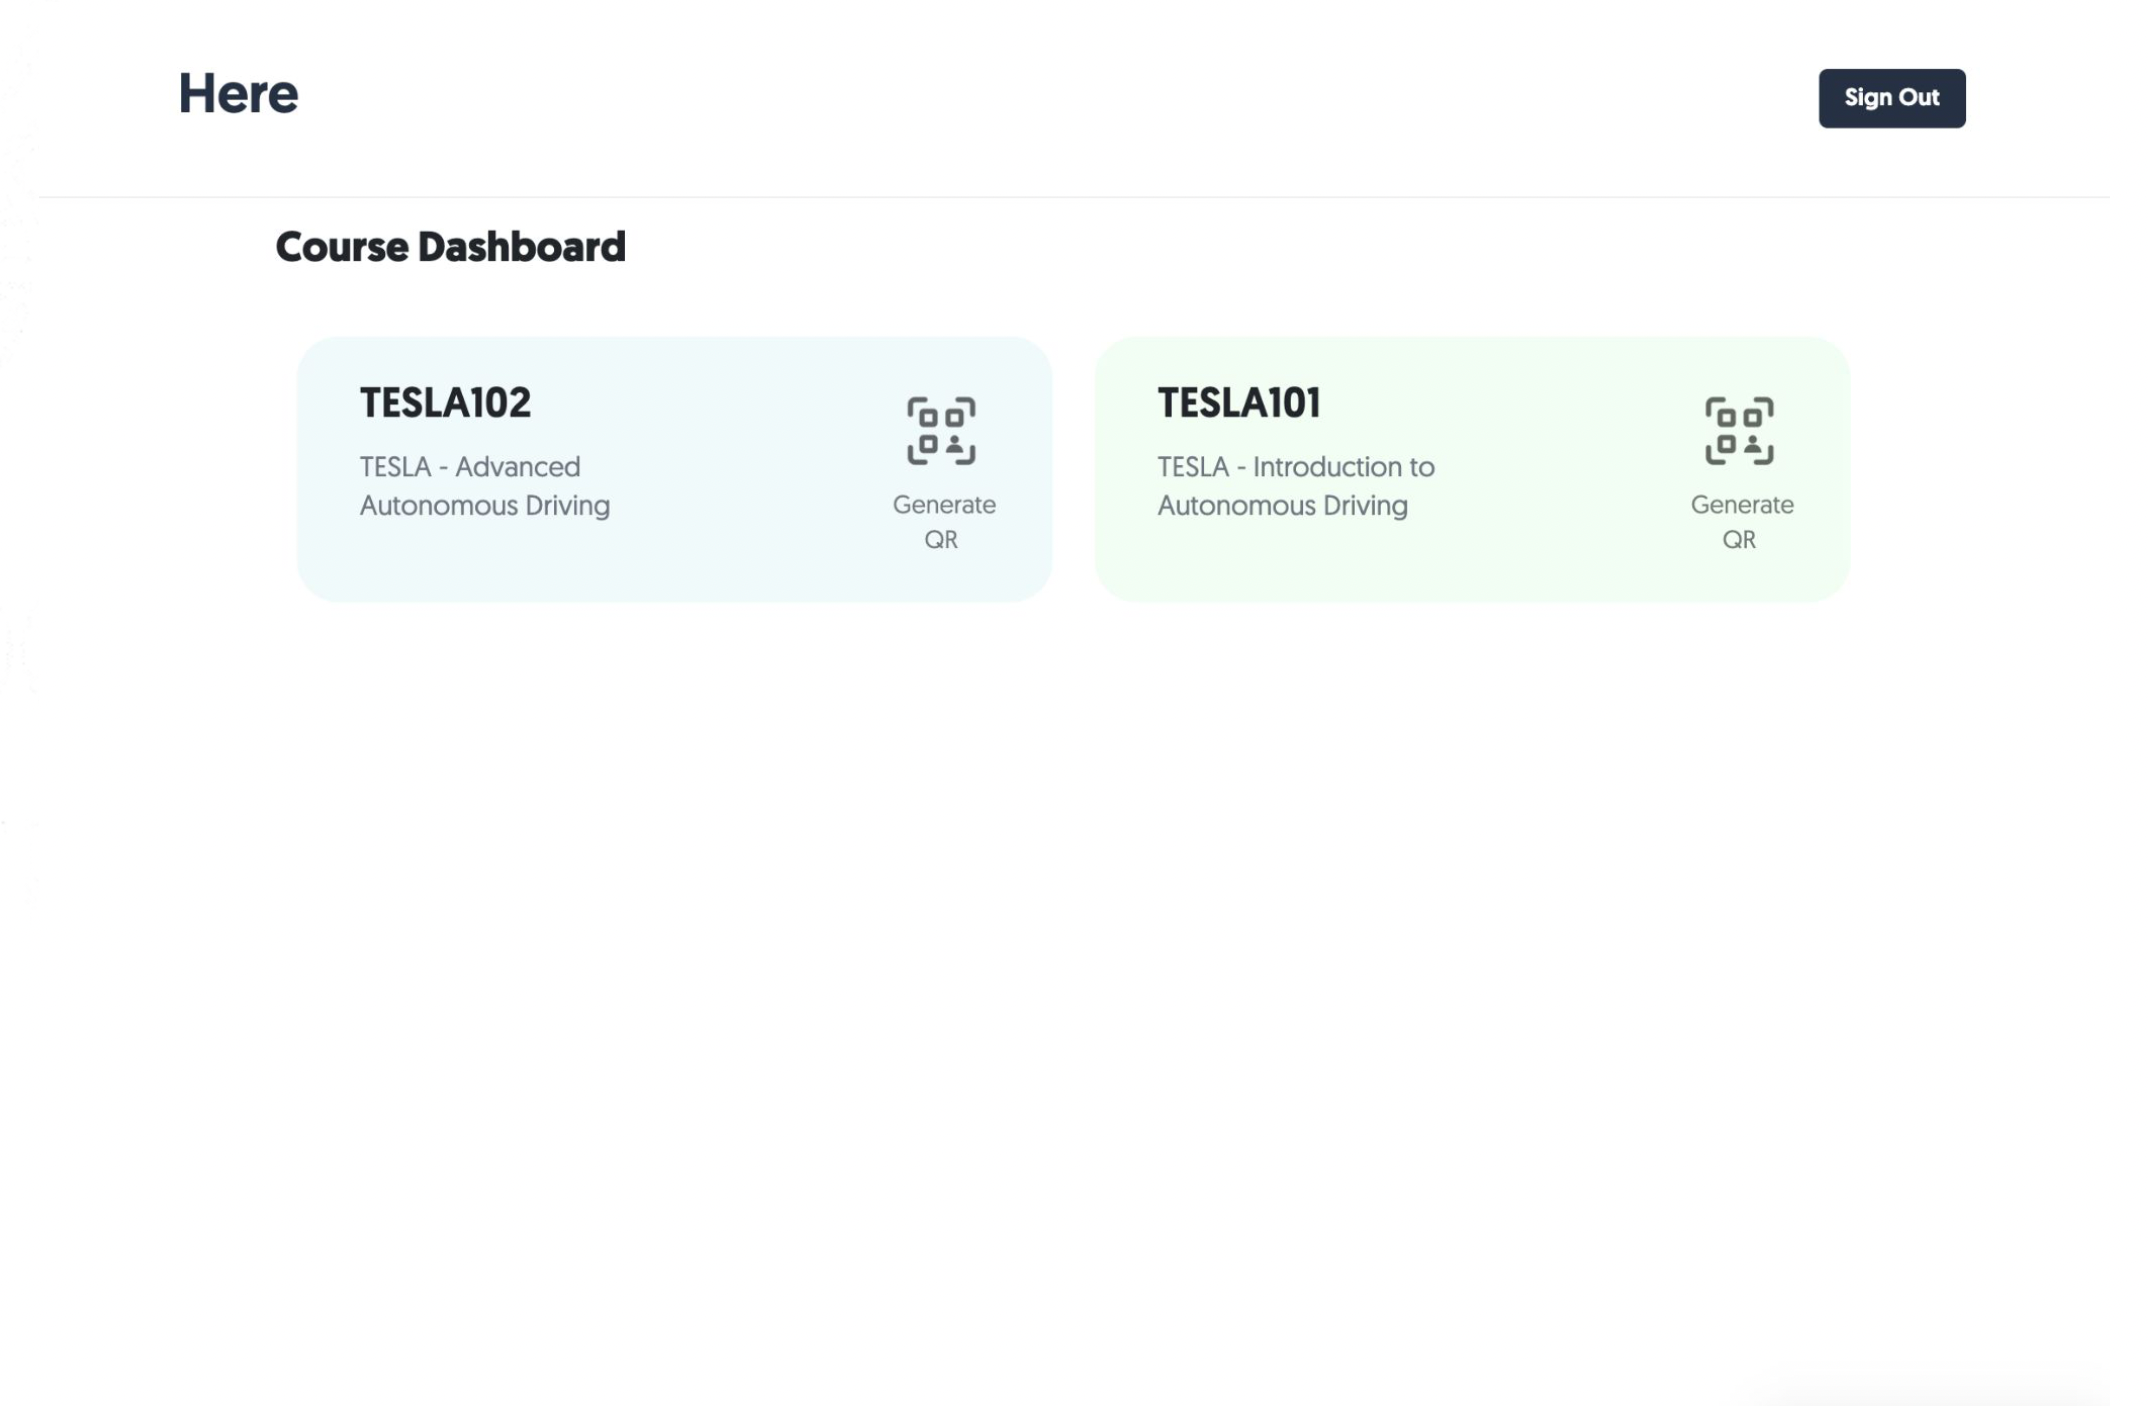 Here
Sign Out
Course Dashboard
TESLA102
TESLA - Advanced
Autonomous Driving
Generate
QR
TESLA101
TESLA - Introduction to
Autonomous Driving
Generate
QR